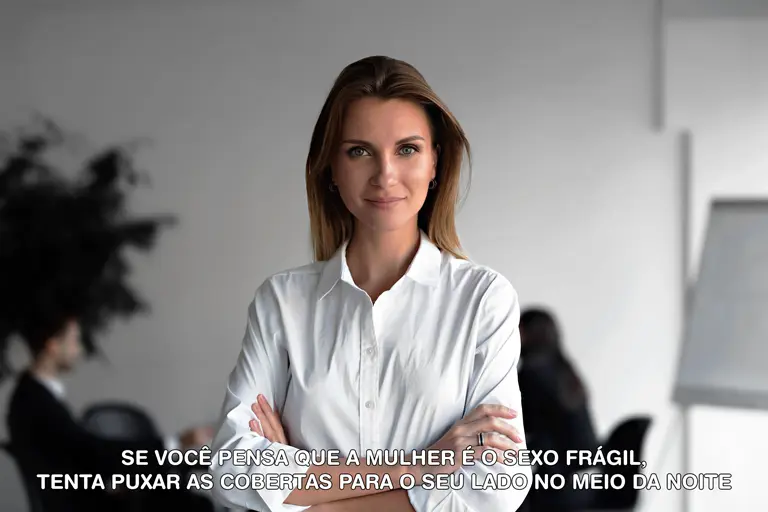 SE VOCÊ PENSA QUE A MULHER É O SEXO FRÁGIL,
TENTA PUXAR AS COBERTAS PARA O SEU LADO NO MEIO DA NOITE